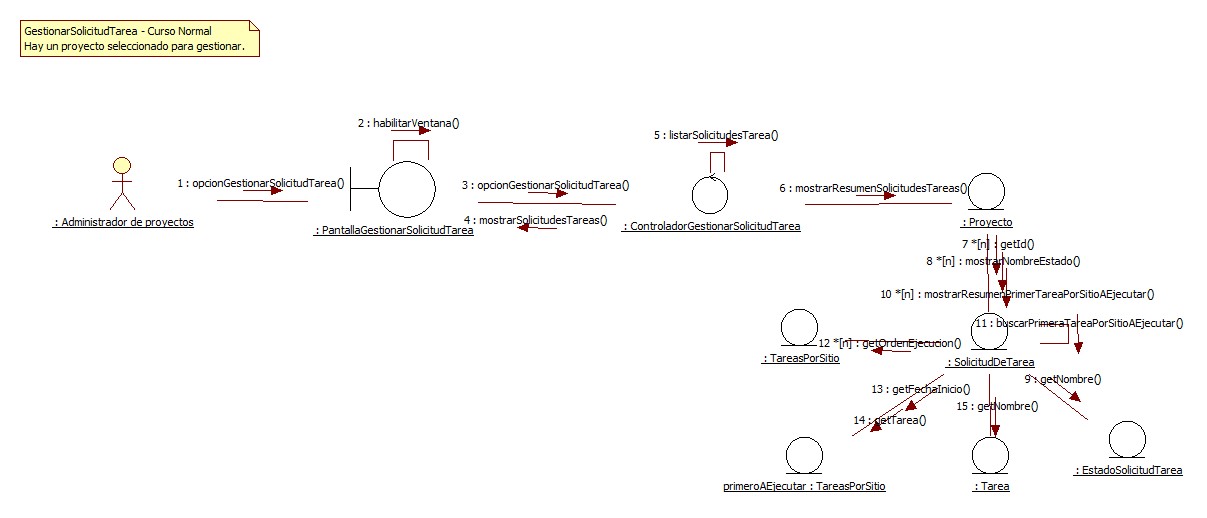 GestionarSolicitudTarea - Curso Normal
Hay un proyecto seleccionado para gestionar.
2 : habilitarVentana()
5 : listarSolicitudesTarea()
1 : opcionGestionarSolicitudTarea()
3 : opcionGestionarSolicitudTarea()
6 : mostrarResumenSolicitudesTareas()
4 : mostrarSolicitudesTareas()
: Administrador de proyectos
: PantallaGestionarSolicitudTarea
: ControladorGestionarSolicitudTarea
: Proyecto
7 *[n] : getId()
8 *[n] : mostrarNombreEstado()
10 *[n] : mostrarResumenPrimerTareaPorSitioAEjecutar()
11 : buscarPrimeraTareaPorSitioAEjecutar()
12 *[n] : getOrdenEjecucion()
: TareasPorSitio
: SolicitudDeTarea
9 : getNombre()
13 : getFechaInicio()
15 : getNombre()
14 : getTarea()
: EstadoSolicitudTarea
primeroAEjecutar : TareasPorSitio
: Tarea